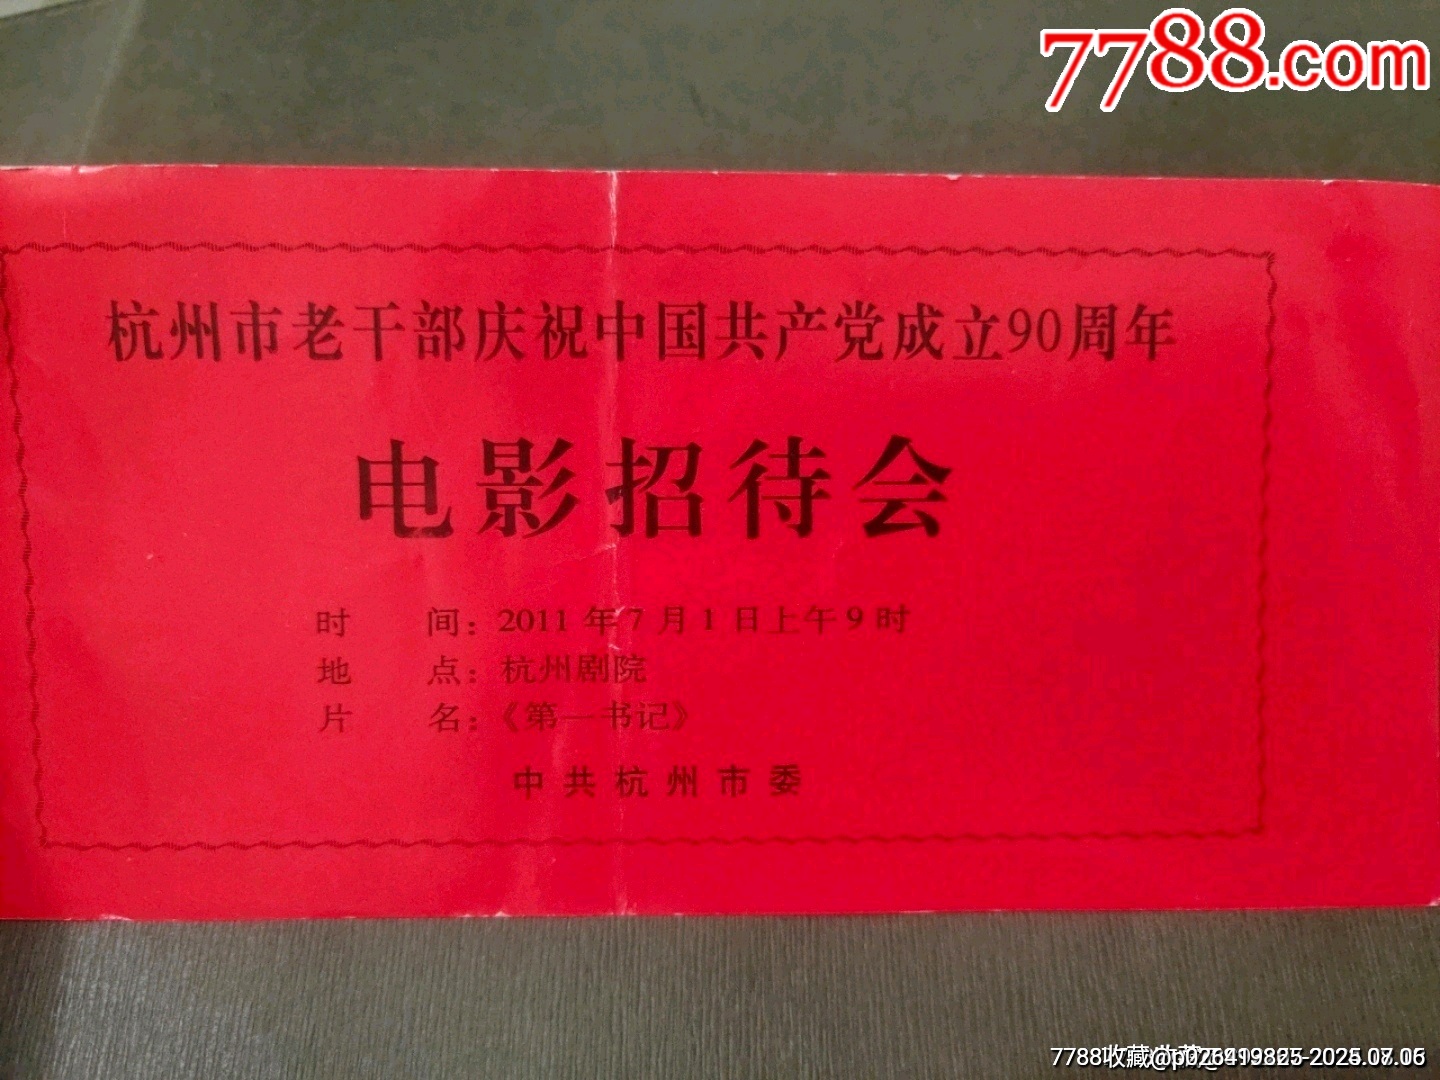 7788.com
杭州市老干部庆祝中国共产党成立90周年
电影招待会
时　　间：2011年7月1日上午9时
地　　点：杭州剧院
片　　名：《第一书记》
中共杭州市委